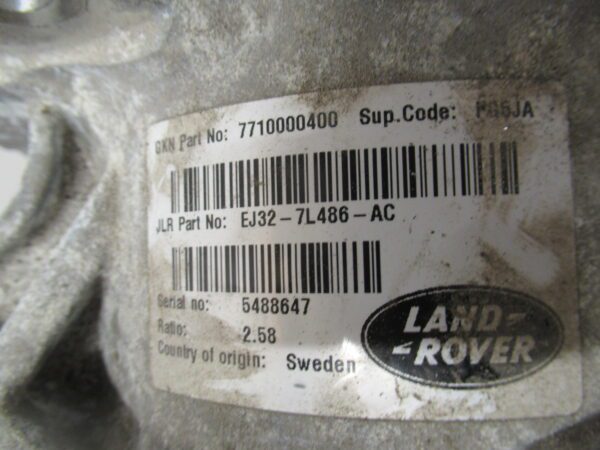 GKN Part No: 7710000400 Sup.Code: FG5JA
JLR Part No: EJ32-7L486-AC
Serial no: 5488647
Ratio: 2.58
Country of origin: Sweden
LAND-
-ROVER